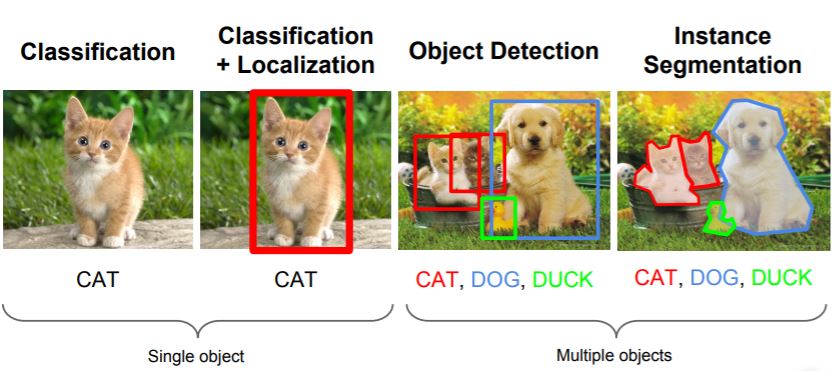 Classification
Classification
+ Localization
Object Detection
Instance
Segmentation
CAT
CAT
CAT, DOG, DUCK
CAT, DOG, DUCK
Single object
Multiple objects